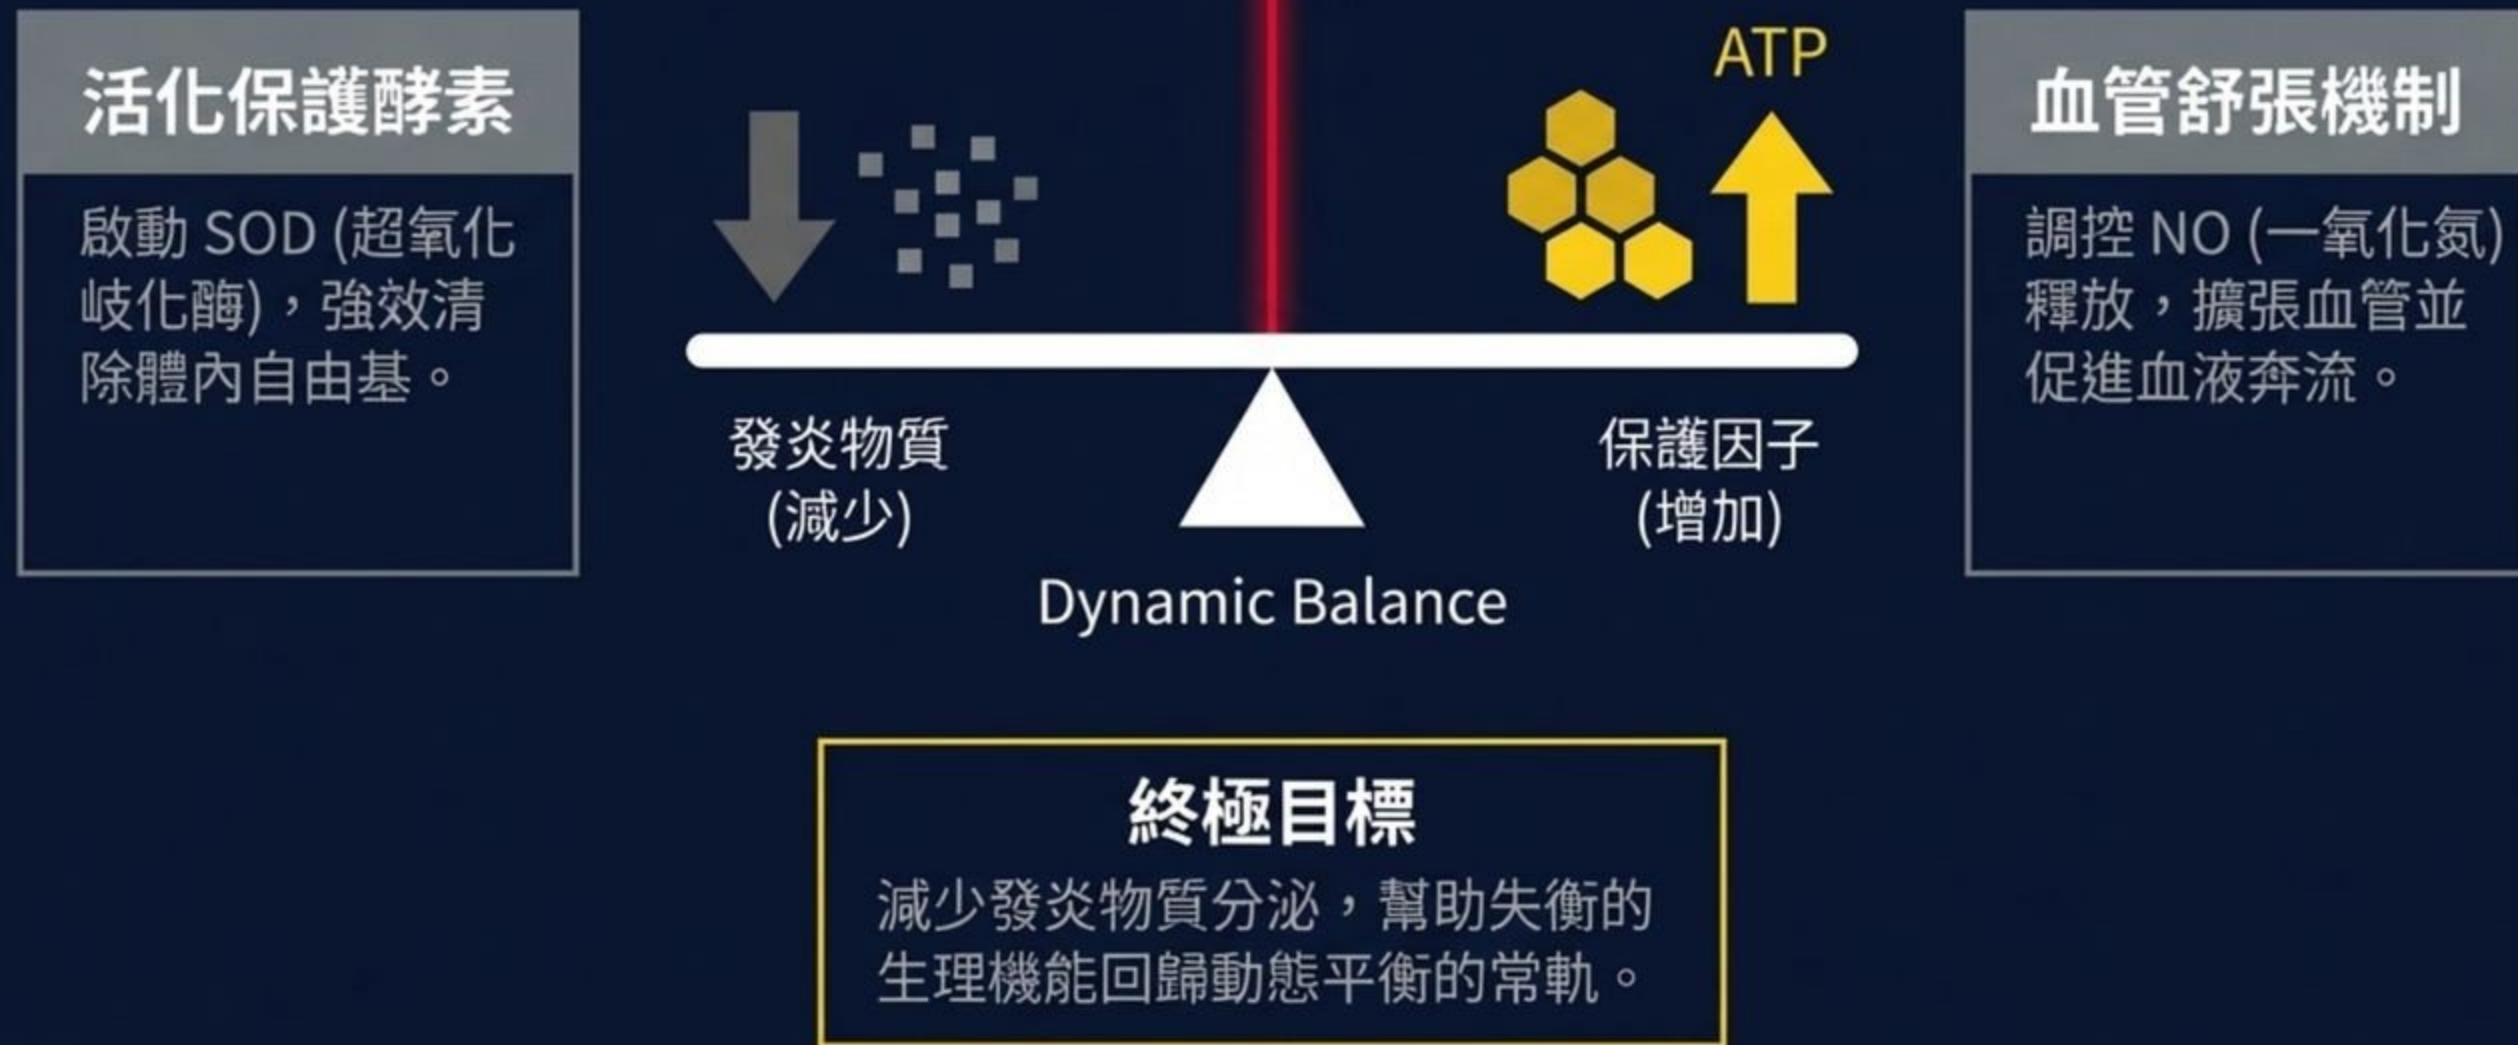 活化保護酵素
啟動 SOD (超氧化
岐化酶)，強效清
除體內自由基。
ATP
發炎物質
(減少)
保護因子
(增加)
Dynamic Balance
血管舒張機制
調控 NO (一氧化氮)
釋放，擴張血管並
促進血液奔流。
終極目標
減少發炎物質分泌，幫助失衡的
生理機能回歸動態平衡的常軌。